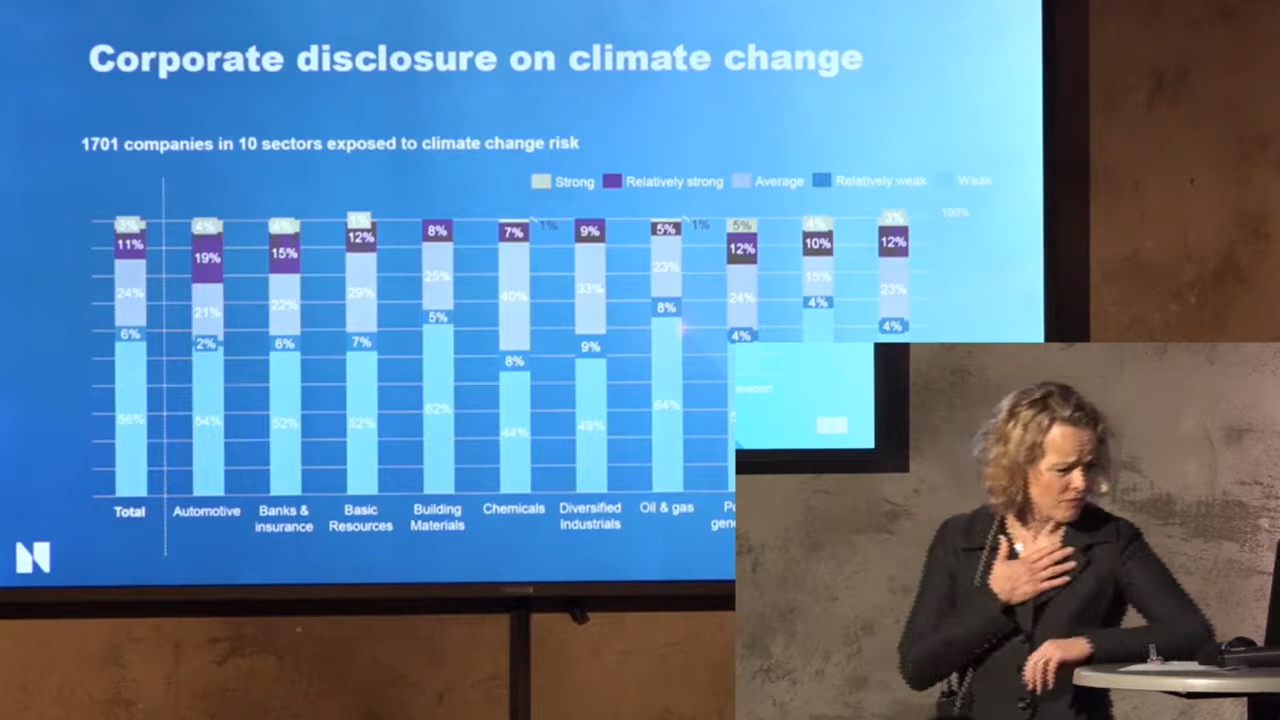 Corporate disclosure on climate change
1701 companies in 10 sectors exposed to climate change risk
Strong Relatively strong Average Relatively weak Weak
100%
3% 4% 4% 1% 8% 7% 1% 9% 5% 1% 5% 4% 3%
11% 19% 15% 12% 12% 10% 12%
24% 21% 22% 29% 25% 40% 33% 23% 24% 15% 23%
6% 2% 6% 7% 5% 8% 9% 8% 4% 4% 4%
56% 54% 52% 52% 62% 44% 49% 64%
Total Automotive Banks & insurance Basic Resources Building Materials Chemicals Diversified Industrials Oil & gas
N